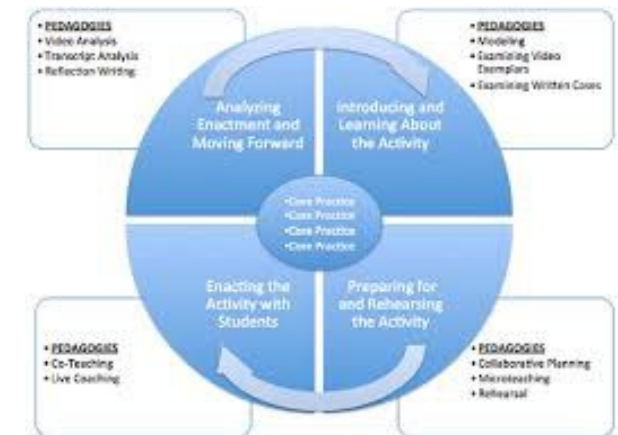 • PEDAGOGIES
• Video Analysis
• Transcript Analysis
• Reflection Writing
• PEDAGOGIES
• Modeling
• Examining Video
Exemplars
• Examining Written Cases
Analyzing
Enactment and
Moving Forward
Introducing and
Learning About
the Activity
•Core Practice
•Core Practice
•Core Practice
•Core Practice
Enacting the
Activity with
Students
Preparing for
and Rehearsing
the Activity
• PEDAGOGIES
• Co-Teaching
• Live Coaching
• PEDAGOGIES
• Collaborative Planning
• Microteaching
• Rehearsal